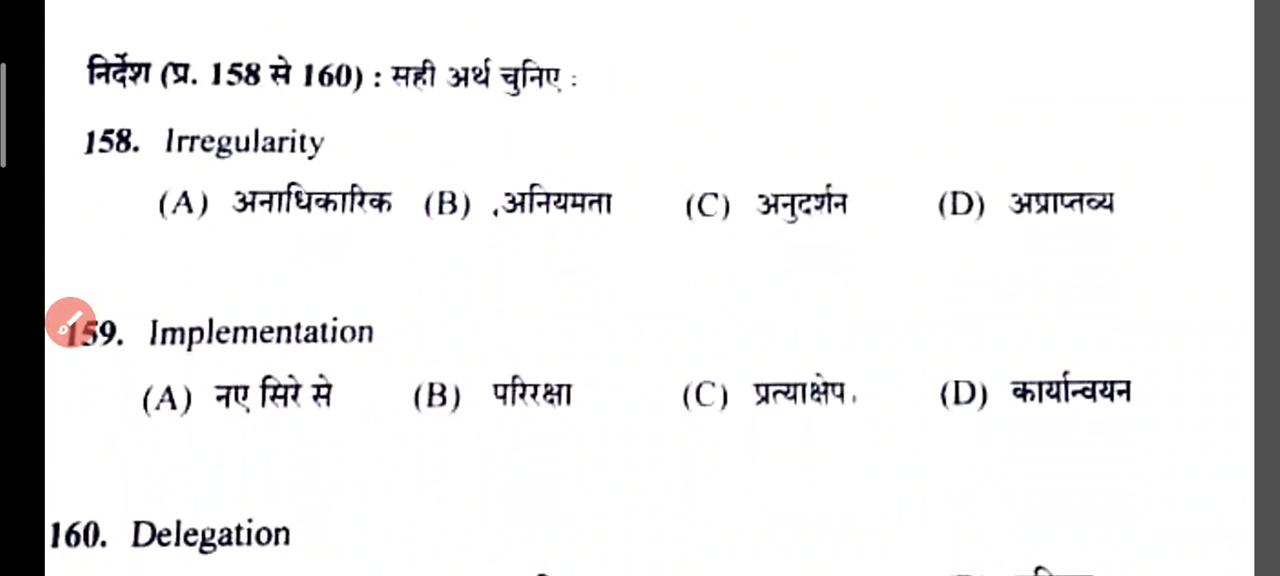 निर्देश (प्र. 158 से 160) : सही अर्थ चुनिए :
158. Irregularity
(A) अनाधिकारिक (B) अनियमता (C) अनुदर्शन (D) अप्राप्तव्य
159. Implementation
(A) नए सिरे से (B) परिरक्षा (C) प्रत्याक्षेप. (D) कार्यान्वयन
160. Delegation